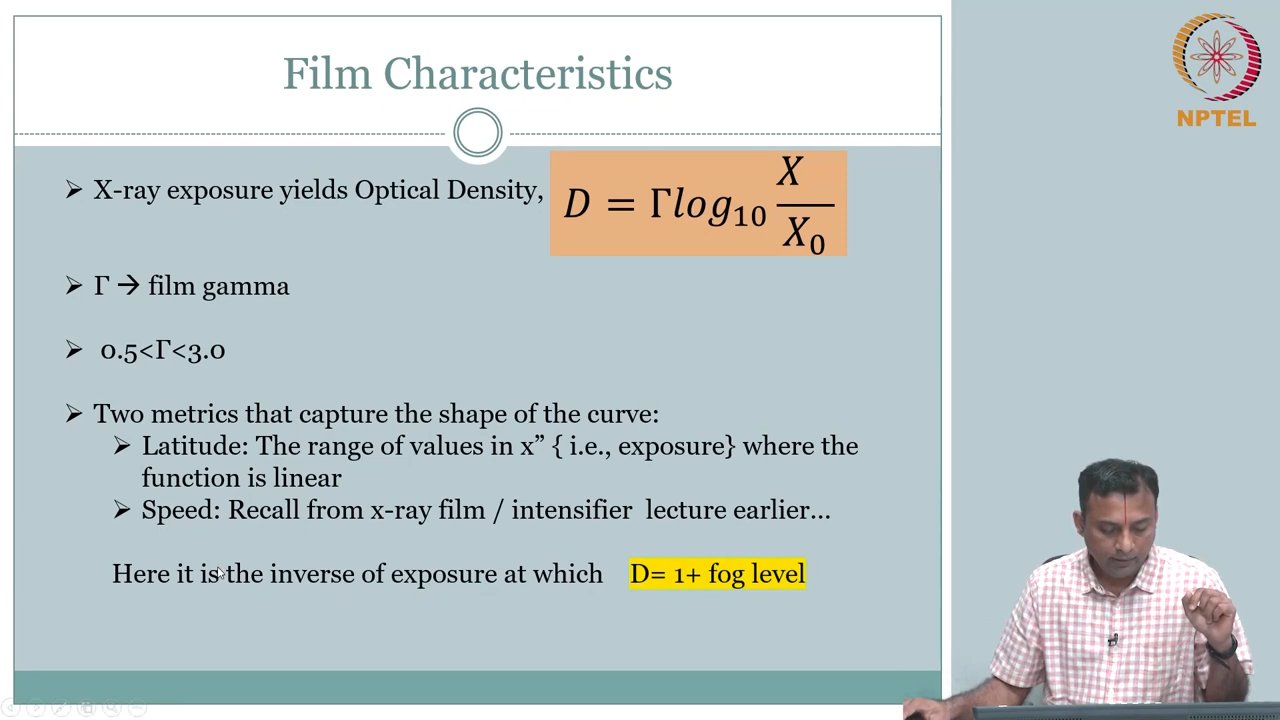 Film Characteristics
NPTEL
➢ X-ray exposure yields Optical Density, D = Γlog₁₀ X/X₀
➢ Γ → film gamma
➢ 0.5<Γ<3.0
➢ Two metrics that capture the shape of the curve:
➢ Latitude: The range of values in x” { i.e., exposure} where the
function is linear
➢ Speed: Recall from x-ray film / intensifier lecture earlier…
Here it is the inverse of exposure at which D= 1+ fog level